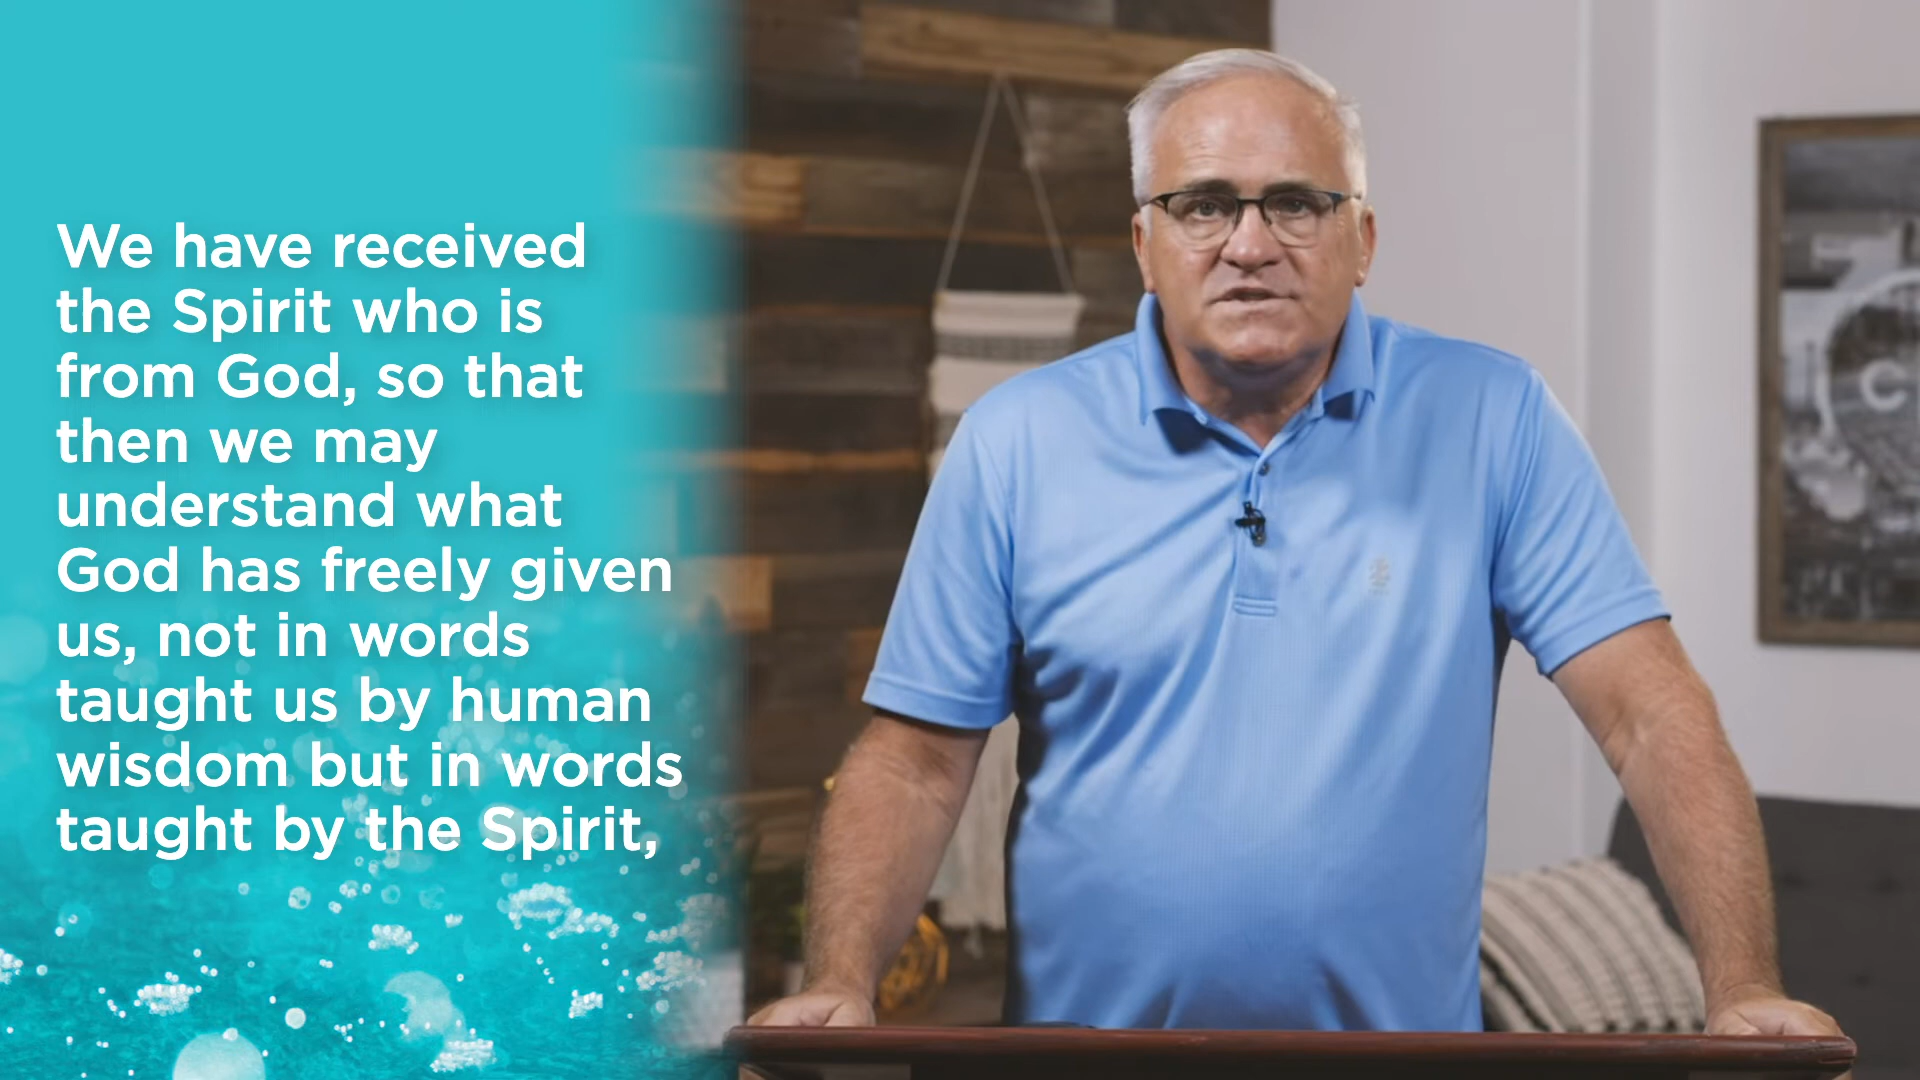 We have received
the Spirit who is
from God, so that
then we may
understand what
God has freely given
us, not in words
taught us by human
wisdom but in words
taught by the Spirit,
C